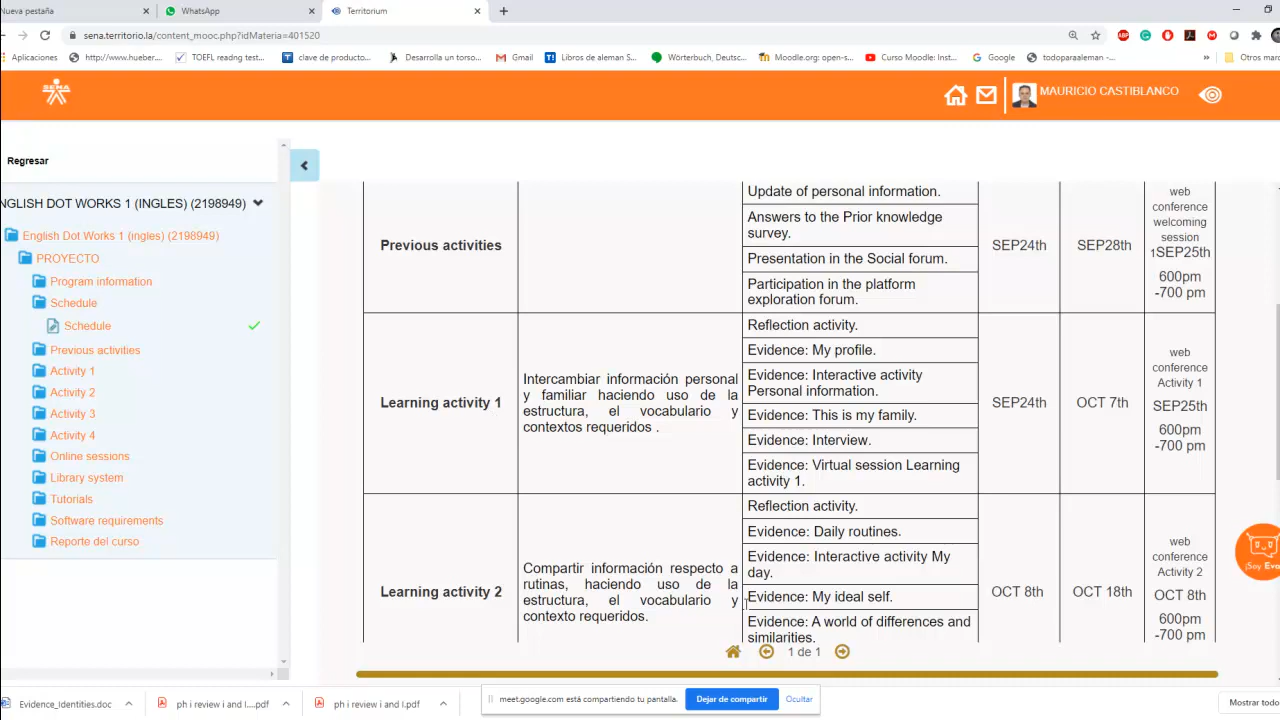 Nueva pestaña
WhatsApp
Territorium
sena.territorio.la/content_mooc.php?idMateria=401520
Aplicaciones
http://www.hueber....
TOEFL readng test...
clave de producto...
Desarrolla un torso...
Gmail
Libros de aleman S...
Wörterbuch, Deutsc...
Moodle.org: open-s...
Curso Moodle: Inst...
Google
todoparaaleman -...
»
Otros marc
SENA
MAURICIO CASTIBLANCO
Regresar
NGLISH DOT WORKS 1 (INGLES) (2198949)
English Dot Works 1 (ingles) (2198949)
PROYECTO
Program information
Schedule
Schedule
Previous activities
Activity 1
Activity 2
Activity 3
Activity 4
Online sessions
Library system
Tutorials
Software requirements
Reporte del curso
Previous activities
Update of personal information.
Answers to the Prior knowledge
survey.
Presentation in the Social forum.
Participation in the platform
exploration forum.
SEP24th
SEP28th
web
conference
welcoming
session
1SEP25th
600pm
-700 pm
Learning activity 1
Intercambiar información personal
y familiar haciendo uso de la
estructura, el vocabulario y
contextos requeridos .
Reflection activity.
Evidence: My profile.
Evidence: Interactive activity
Personal information.
Evidence: This is my family.
Evidence: Interview.
Evidence: Virtual session Learning
activity 1.
SEP24th
OCT 7th
web
conference
Activity 1
SEP25th
600pm
-700 pm
Learning activity 2
Compartir información respecto a
rutinas, haciendo uso de la
estructura, el vocabulario y
contexto requeridos.
Reflection activity.
Evidence: Daily routines.
Evidence: Interactive activity My
day.
Evidence: My ideal self.
Evidence: A world of differences and
similarities.
OCT 8th
OCT 18th
web
conference
Activity 2
OCT 8th
600pm
-700 pm
1 de 1
¡Soy Eva
Evidence_Identities.doc
ph i review i and I....pdf
ph i review i and I.pdf
meet.google.com está compartiendo tu pantalla.
Dejar de compartir
Ocultar
Mostrar todo